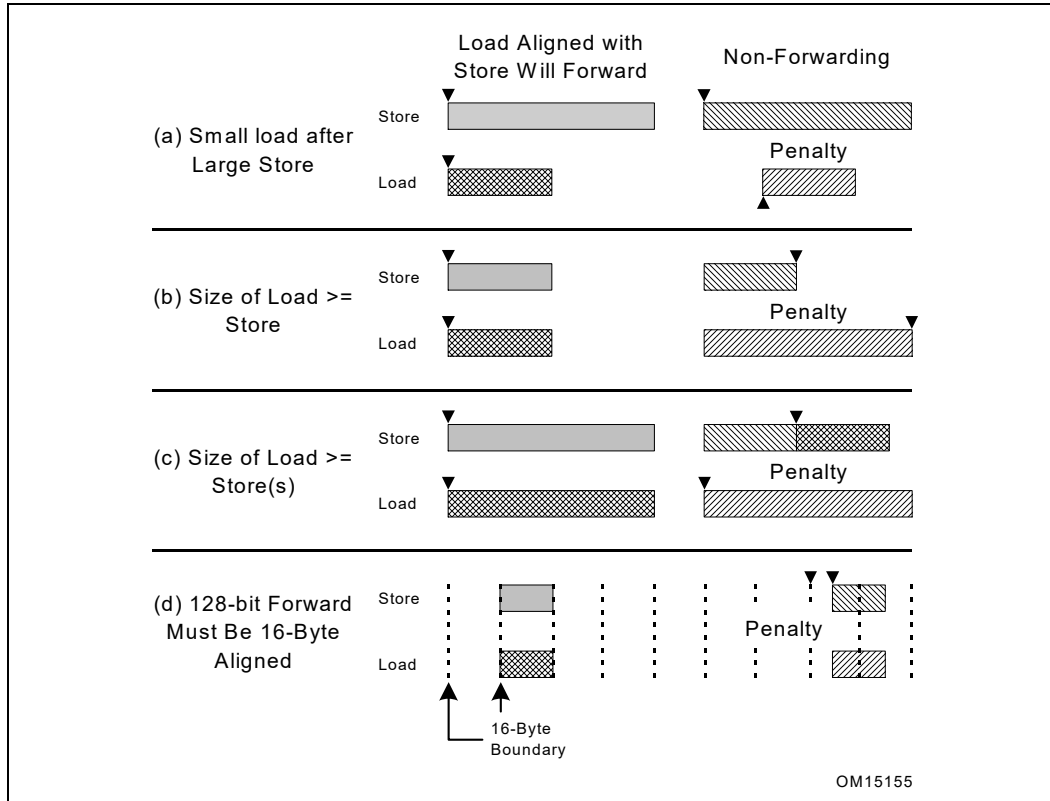 Load Aligned with
Store Will Forward
Non-Forwarding
(a) Small load after
Large Store
Store
Penalty
Load
(b) Size of Load >=
Store
Store
Penalty
Load
(c) Size of Load >=
Store(s)
Store
Penalty
Load
(d) 128-bit Forward
Must Be 16-Byte
Aligned
Store
Penalty
Load
16-Byte
Boundary
OM15155